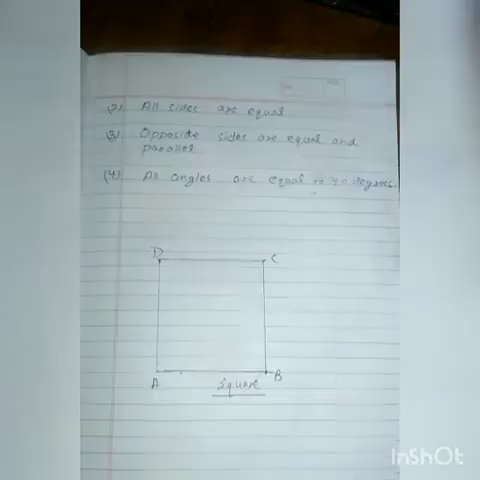 (2) All sides are equal
(3) Opposite sides are equal and
parallel
(4) All angles are equal to 90 degrees.
D
C
A
Square
B
InShOt